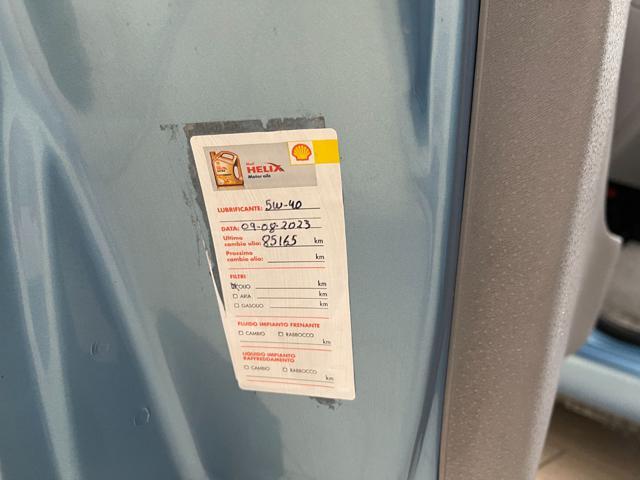 Shell
HELIX
Motor oils
LUBRIFICANTE: 5W-40
DATA: 09-08-2023
Ultimo
cambio olio: 85165 km
Prossimo
cambio olio: km
FILTRI
OLIO km
ARIA km
GASOLIO km
FLUIDO IMPIANTO FRENANTE
CAMBIO RABBOCCO
km
LIQUIDO IMPIANTO
RAFFREDDAMENTO
CAMBIO RABBOCCO
km